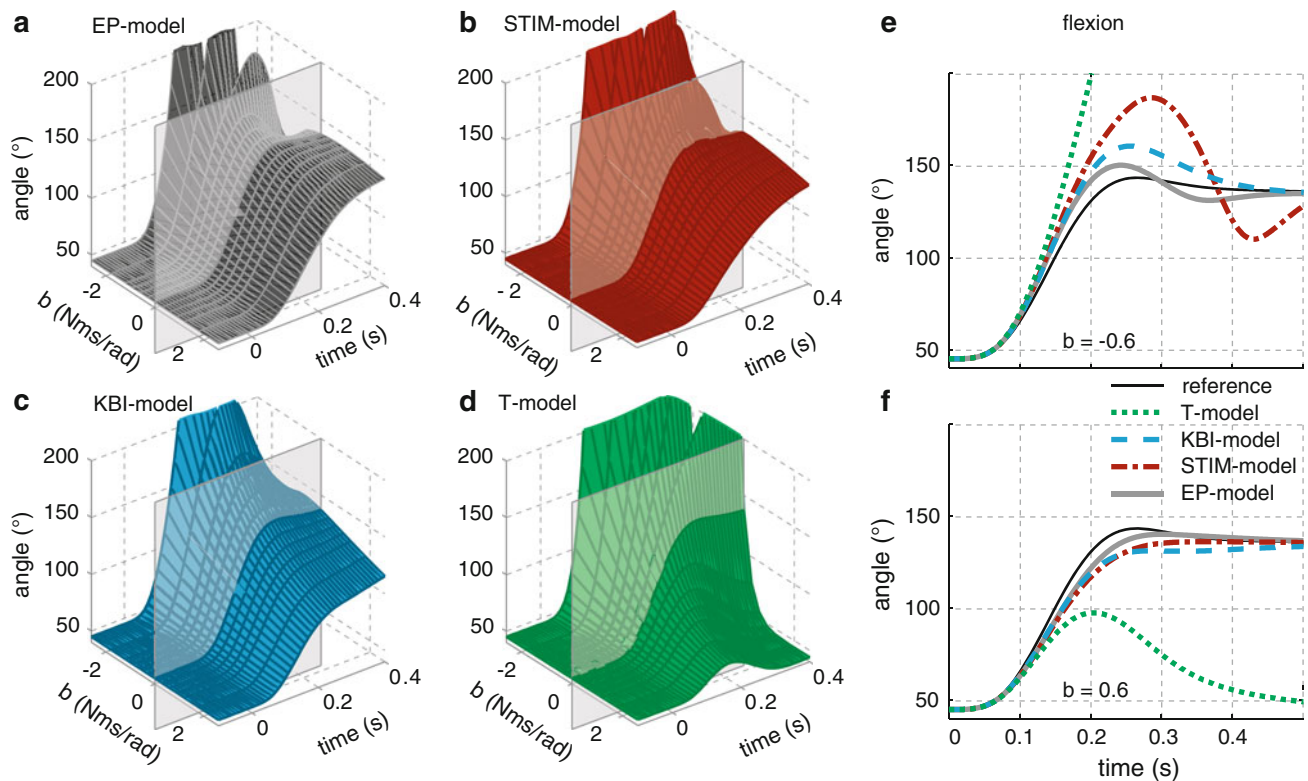 a EP-model
200
150
100
50
angle (°)
-2
0
2
b (Nms/rad)
0
0.2
0.4
time (s)
b STIM-model
200
150
100
50
-2
0
2
b (Nms/rad)
0
0.2
0.4
time (s)
c KBI-model
200
150
100
50
angle (°)
-2
0
2
b (Nms/rad)
0
0.2
0.4
time (s)
d T-model
200
150
100
50
-2
0
2
b (Nms/rad)
0
0.2
0.4
time (s)
e flexion
150
100
50
angle (°)
b = -0.6
reference
T-model
KBI-model
STIM-model
EP-model
f
150
100
50
angle (°)
b = 0.6
0 0.1 0.2 0.3 0.4
time (s)